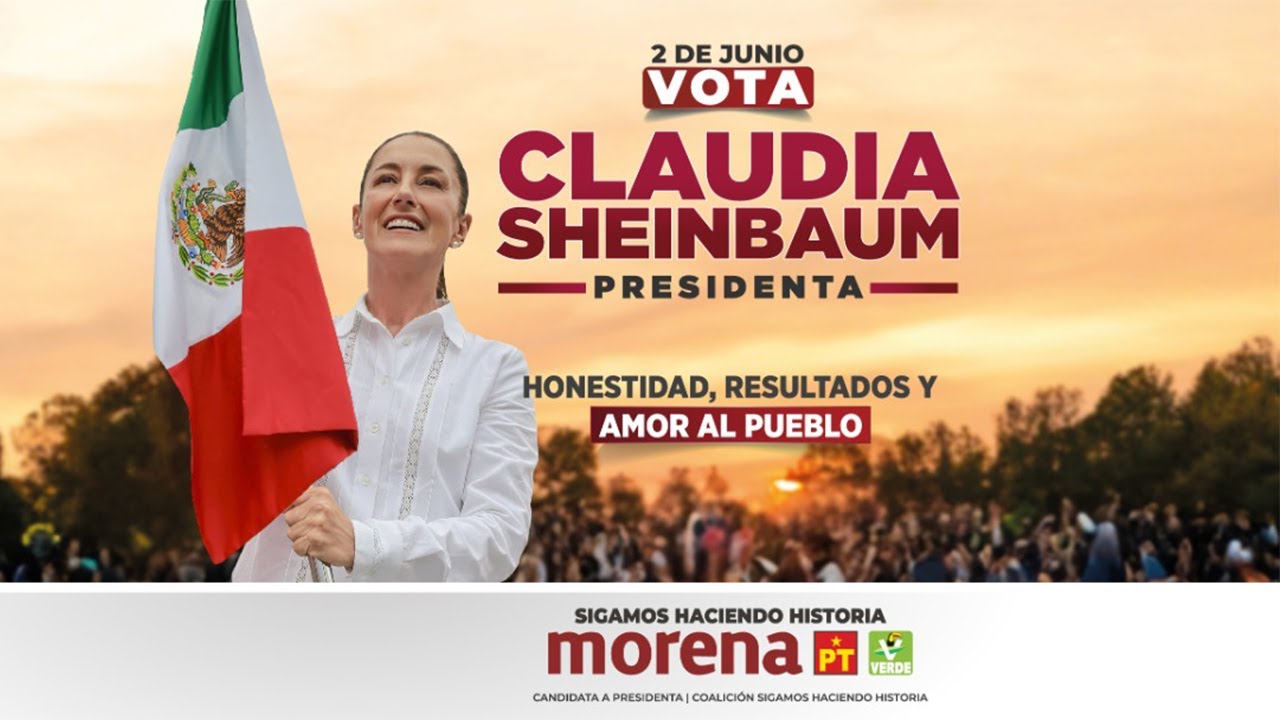 2 DE JUNIO
VOTA
CLAUDIA
SHEINBAUM
PRESIDENTA
HONESTIDAD, RESULTADOS Y
AMOR AL PUEBLO
SIGAMOS HACIENDO HISTORIA
morena PT VERDE
CANDIDATA A PRESIDENTA | COALICIÓN SIGAMOS HACIENDO HISTORIA